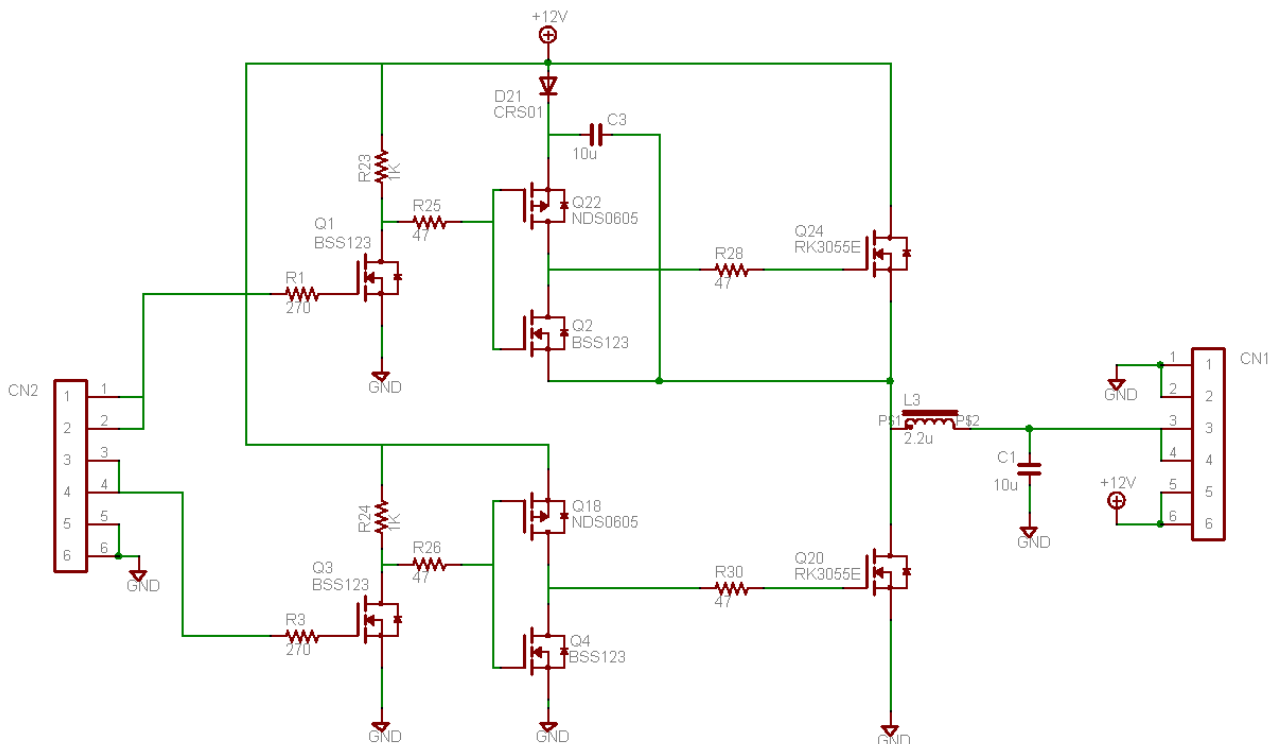 +12V
D21
CRS01
C3
10u
R23
1K
Q22
NDS0605
R25
47
Q1
BSS123
Q24
RK3055E
R28
47
R1
270
Q2
BSS123
GND
CN2
1
2
3
4
5
6
1
2
3
4
5
6
GND
CN1
1
2
3
4
5
6
1
2
3
4
5
6
GND
L3
P$1
P$2
2.2u
C1
10u
+12V
GND
R24
1K
Q18
NDS0605
R26
47
Q3
BSS123
Q20
RK3055E
R30
47
R3
270
Q4
BSS123
GND
GND
GND